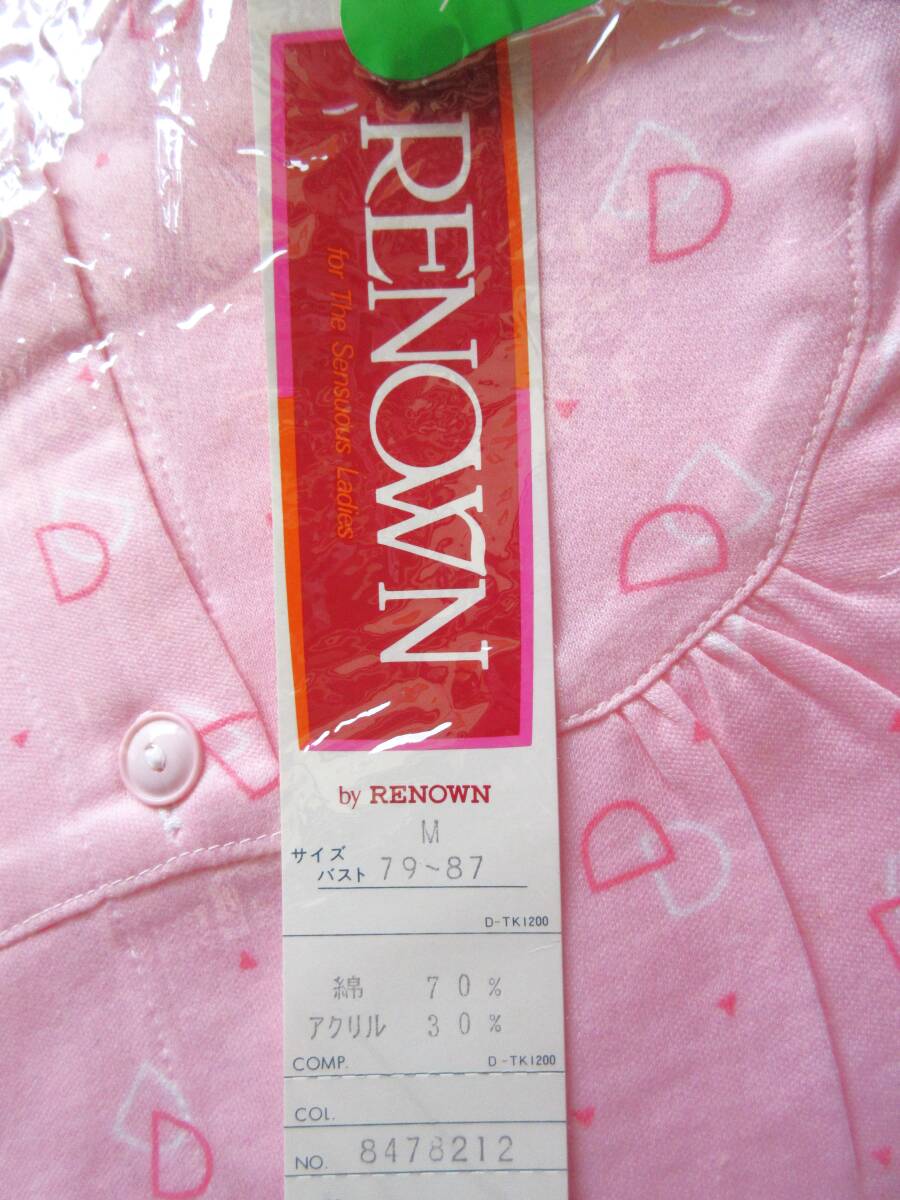 RENOWN
for The Sensuous Ladies
by RENOWN
M
サイズ
バスト 79~87
D-TK1200
綿 70%
アクリル 30%
COMP. D-TK1200
COL.
NO. 8478212
D
D
D
D
D
D